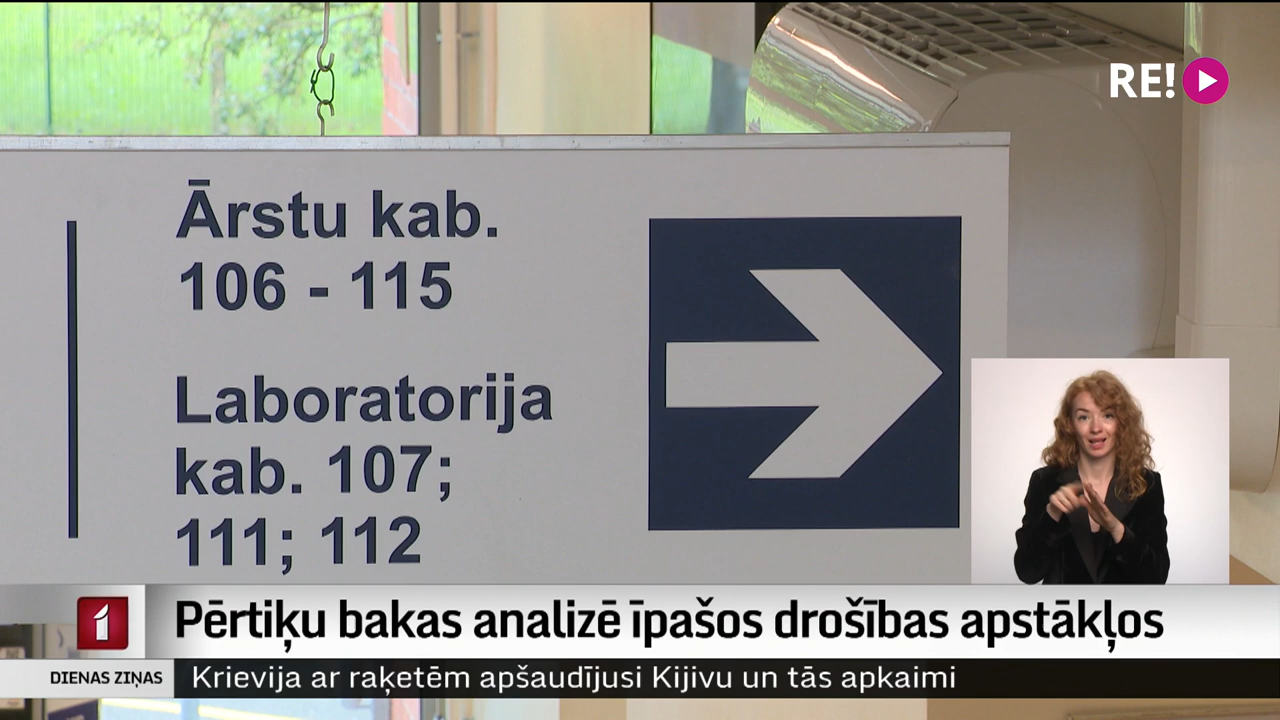 RE!
Ārstu kab.
106 - 115
Laboratorija
kab. 107;
111; 112
1 Pērtiķu bakas analizē īpašos drošības apstākļos
DIENAS ZIŅAS Krievija ar raķetēm apšaudījusi Kijivu un tās apkaimi